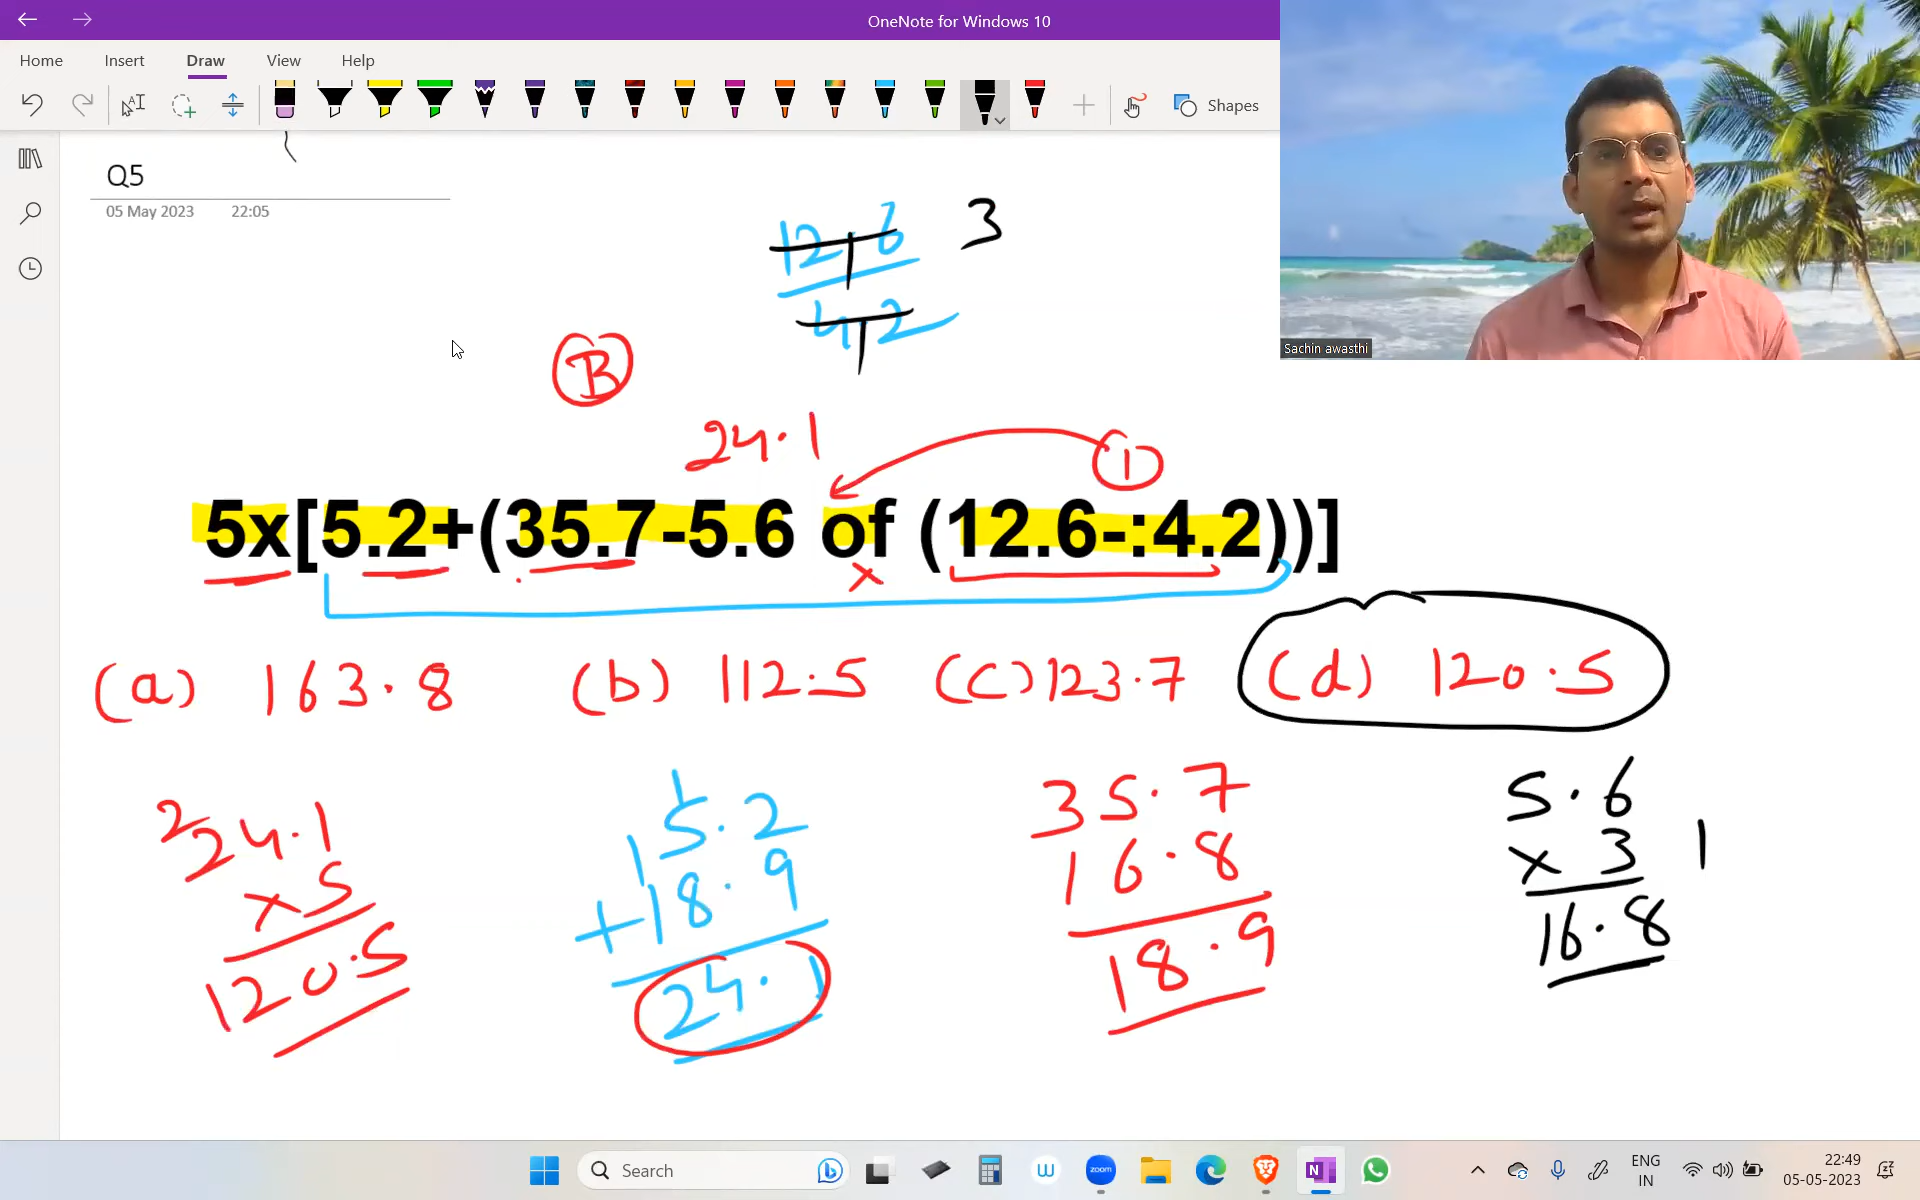 OneNote for Windows 10
Home Insert Draw View Help
Shapes
Q5
05 May 2023 22:05
12.6 3
4.2
Sachin awasthi
B
24.1 1
5x[5.2+(35.7-5.6 of (12.6-:4.2))]
x
(a) 163.8 (b) 112.5 (c) 123.7 (d) 120.5
2
24.1
x5
120.5
1
5.2
1
+18.9
24.1
35.7
16.8
18.9
5.6
x 3 1
16.8
Search
zoom
ENG
IN
22:49
05-05-2023